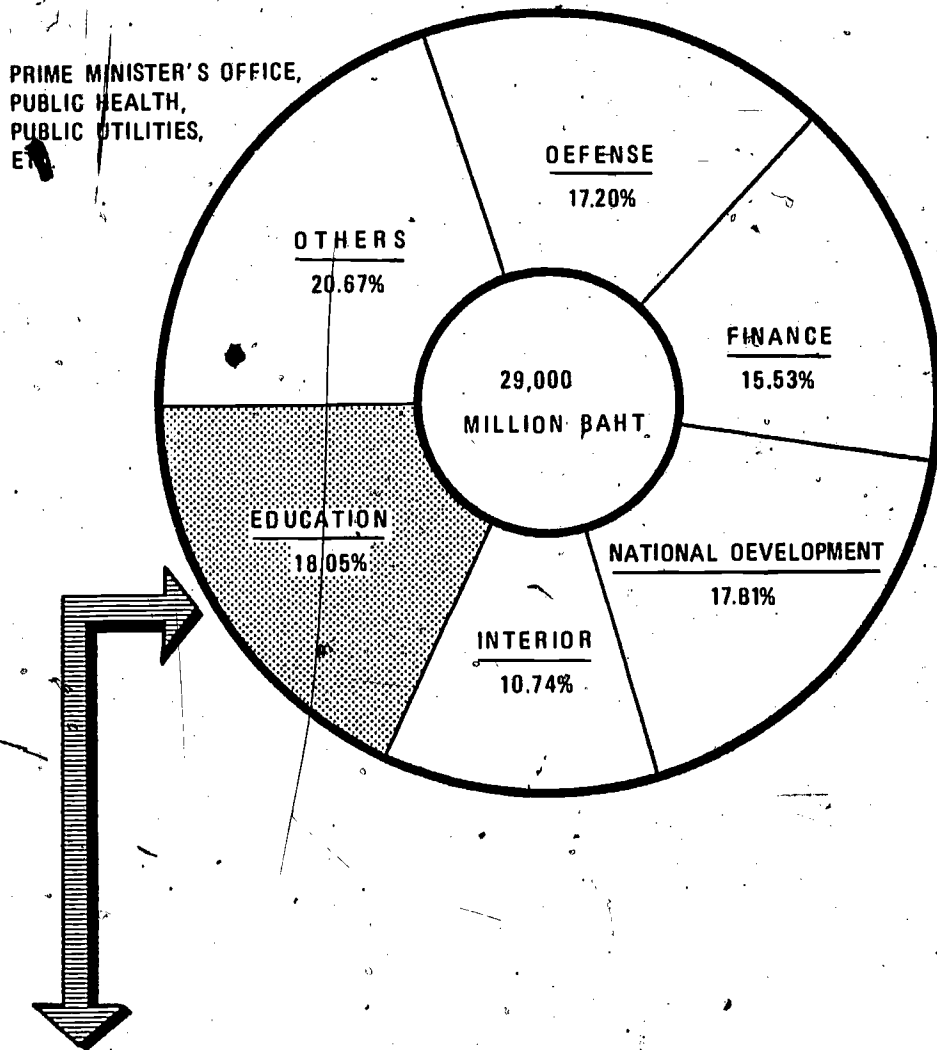 PRIME MINISTER'S OFFICE,
PUBLIC HEALTH,
PUBLIC UTILITIES,
ETC.
DEFENSE
17.20%
OTHERS
20.67%
FINANCE
15.53%
29,000
MILLION BAHT
EDUCATION
18.05%
NATIONAL DEVELOPMENT
17.81%
INTERIOR
10.74%